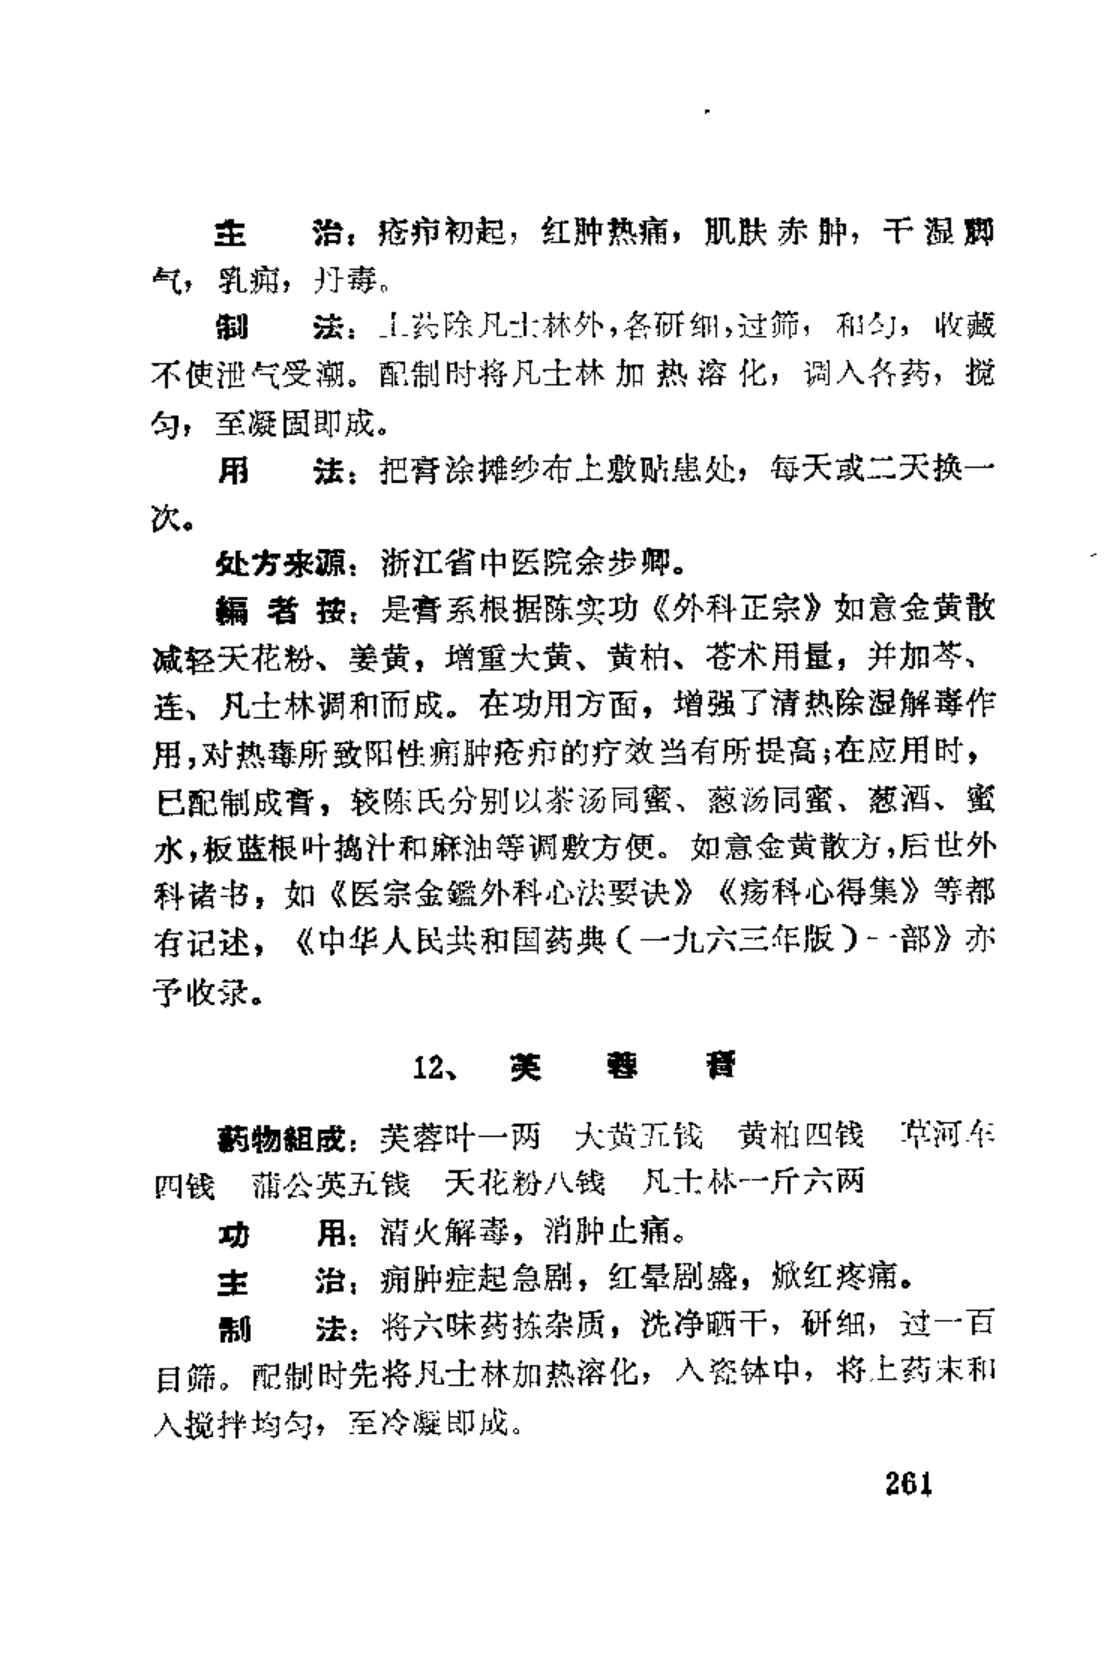 主　　治：疮疖初起，红肿热痛，肌肤赤肿，干湿脚
气，乳痈，丹毒。
制　　法：上药除凡士林外，各研细，过筛，和匀，收藏
不使泄气受潮。配制时将凡士林加热溶化，调入各药，搅
匀，至凝固即成。
用　　法：把膏涂摊纱布上敷贴患处，每天或二天换一
次。
处方来源：浙江省中医院余步卿。
编者按：是膏系根据陈实功《外科正宗》如意金黄散
减轻天花粉、姜黄，增重大黄、黄柏、苍术用量，并加芩、
连、凡士林调和而成。在功用方面，增强了清热除湿解毒作
用，对热毒所致阳性痈肿疮疖的疗效当有所提高；在应用时，
已配制成膏，较陈氏分别以茶汤同蜜、葱汤同蜜、葱酒、蜜
水，板蓝根叶捣汁和麻油等调敷方便。如意金黄散方，后世外
科诸书，如《医宗金鑑外科心法要诀》《疡科心得集》等都
有记述，《中华人民共和国药典（一九六三年版）一部》亦
予收录。
12、芙蓉膏
药物組成：芙蓉叶一两　大黄五钱　黄柏四钱　草河车
四钱　蒲公英五钱　天花粉八钱　凡士林一斤六两
功　　用：清火解毒，消肿止痛。
主　　治：痈肿症起急剧，红晕剧盛，焮红疼痛。
制　　法：将六味药拣杂质，洗净晒干，研细，过一百
目筛。配制时先将凡士林加热溶化，入瓷钵中，将上药末和
入搅拌均匀，至冷凝即成。
261